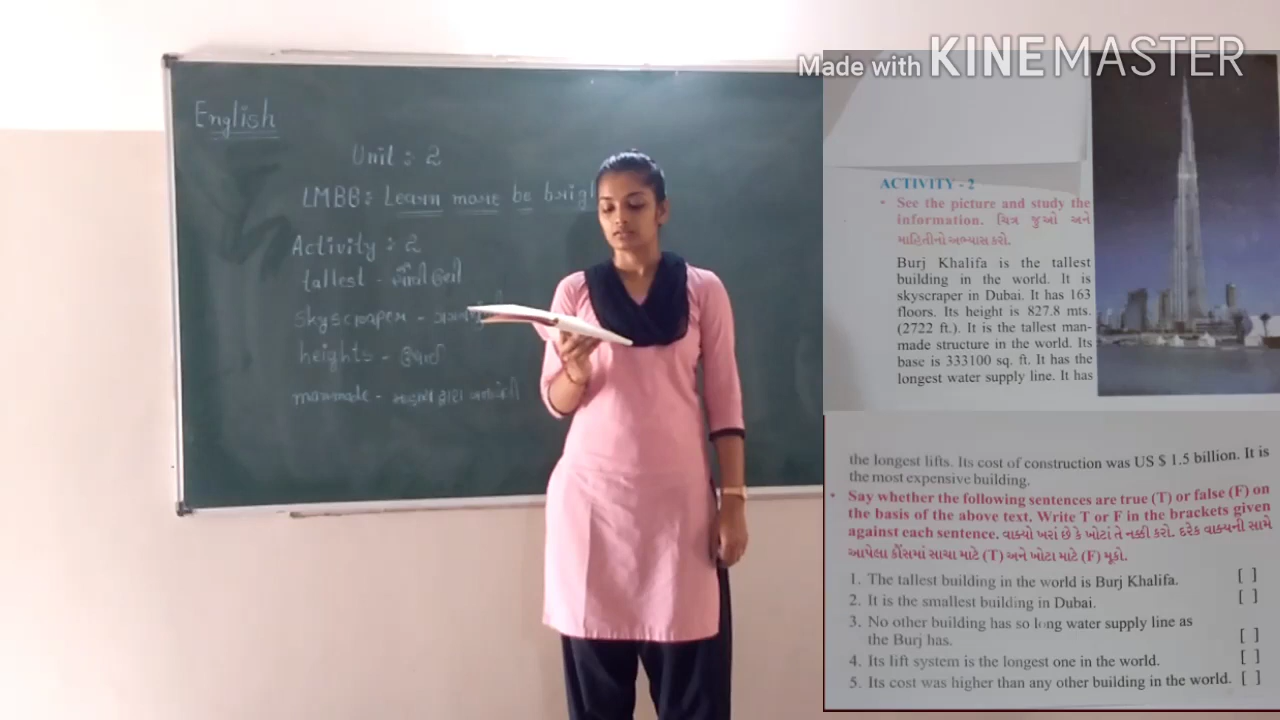 Made with KINEMASTER
English
Unit : 2
LMBB : Learn more be brig
Activity : 2
tallest - સૌથી ઊંચી
skyscraper -
heights - ઊંચાઈ
manmade - માણસ દ્વારા બનાવેલી
ACTIVITY - 2
• See the picture and study the
information. ચિત્ર જુઓ અને
માહિતીનો અભ્યાસ કરો.
Burj Khalifa is the tallest
building in the world. It is
skyscraper in Dubai. It has 163
floors. Its height is 827.8 mts.
(2722 ft.). It is the tallest man-
made structure in the world. Its
base is 333100 sq. ft. It has the
longest water supply line. It has
the longest lifts. Its cost of construction was US $ 1.5 billion. It is
the most expensive building.
• Say whether the following sentences are true (T) or false (F) on
the basis of the above text. Write T or F in the brackets given
against each sentence. વાક્યો ખરાં છે કે ખોટાં તે નક્કી કરો. દરેક વાક્યની સામે
આપેલા કૌંસમાં સાચા માટે (T) અને ખોટા માટે (F) મૂકો.
1. The tallest building in the world is Burj Khalifa. [ ]
2. It is the smallest building in Dubai. [ ]
3. No other building has so long water supply line as
the Burj has. [ ]
4. Its lift system is the longest one in the world. [ ]
5. Its cost was higher than any other building in the world. [ ]